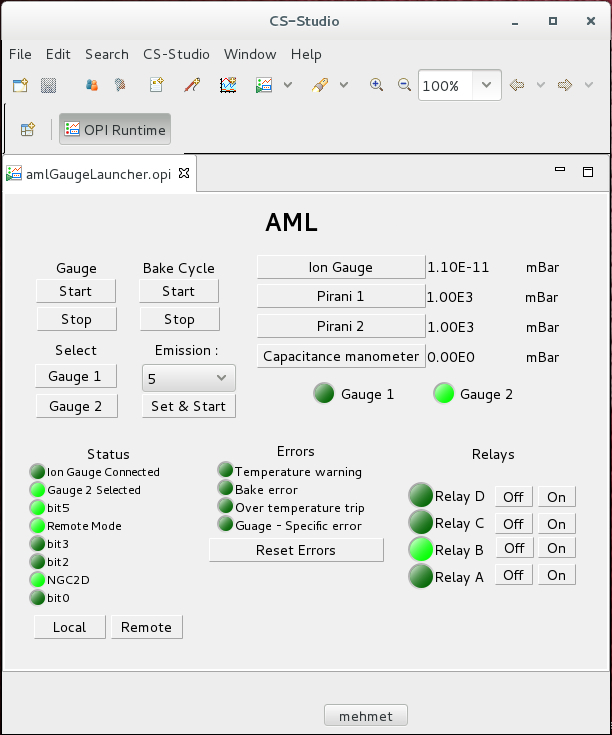 CS-Studio
File Edit Search CS-Studio Window Help
100%
OPI Runtime
amlGaugeLauncher.opi
AML
Gauge Bake Cycle
Start Start
Stop Stop
Select Emission :
Gauge 1 5
Gauge 2 Set & Start
Ion Gauge 1.10E-11 mBar
Pirani 1 1.00E3 mBar
Pirani 2 1.00E3 mBar
Capacitance manometer 0.00E0 mBar
Gauge 1 Gauge 2
Status
Ion Gauge Connected
Gauge 2 Selected
bit5
Remote Mode
bit3
bit2
NGC2D
bit0
Local Remote
Errors
Temperature warning
Bake error
Over temperature trip
Guage - Specific error
Reset Errors
Relays
Relay D Off On
Relay C Off On
Relay B Off On
Relay A Off On
mehmet